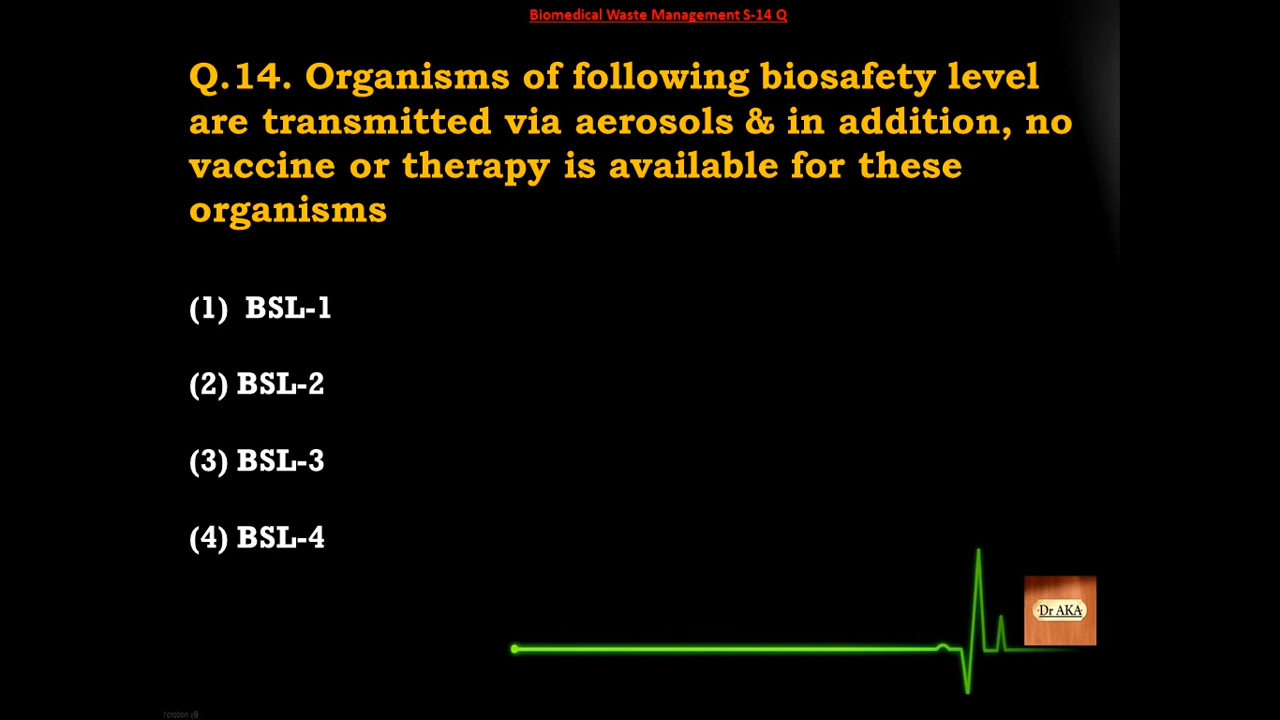 Biomedical Waste Management S-14 Q
Q.14. Organisms of following biosafety level
are transmitted via aerosols & in addition, no
vaccine or therapy is available for these
organisms
(1) BSL-1
(2) BSL-2
(3) BSL-3
(4) BSL-4
Dr AKA